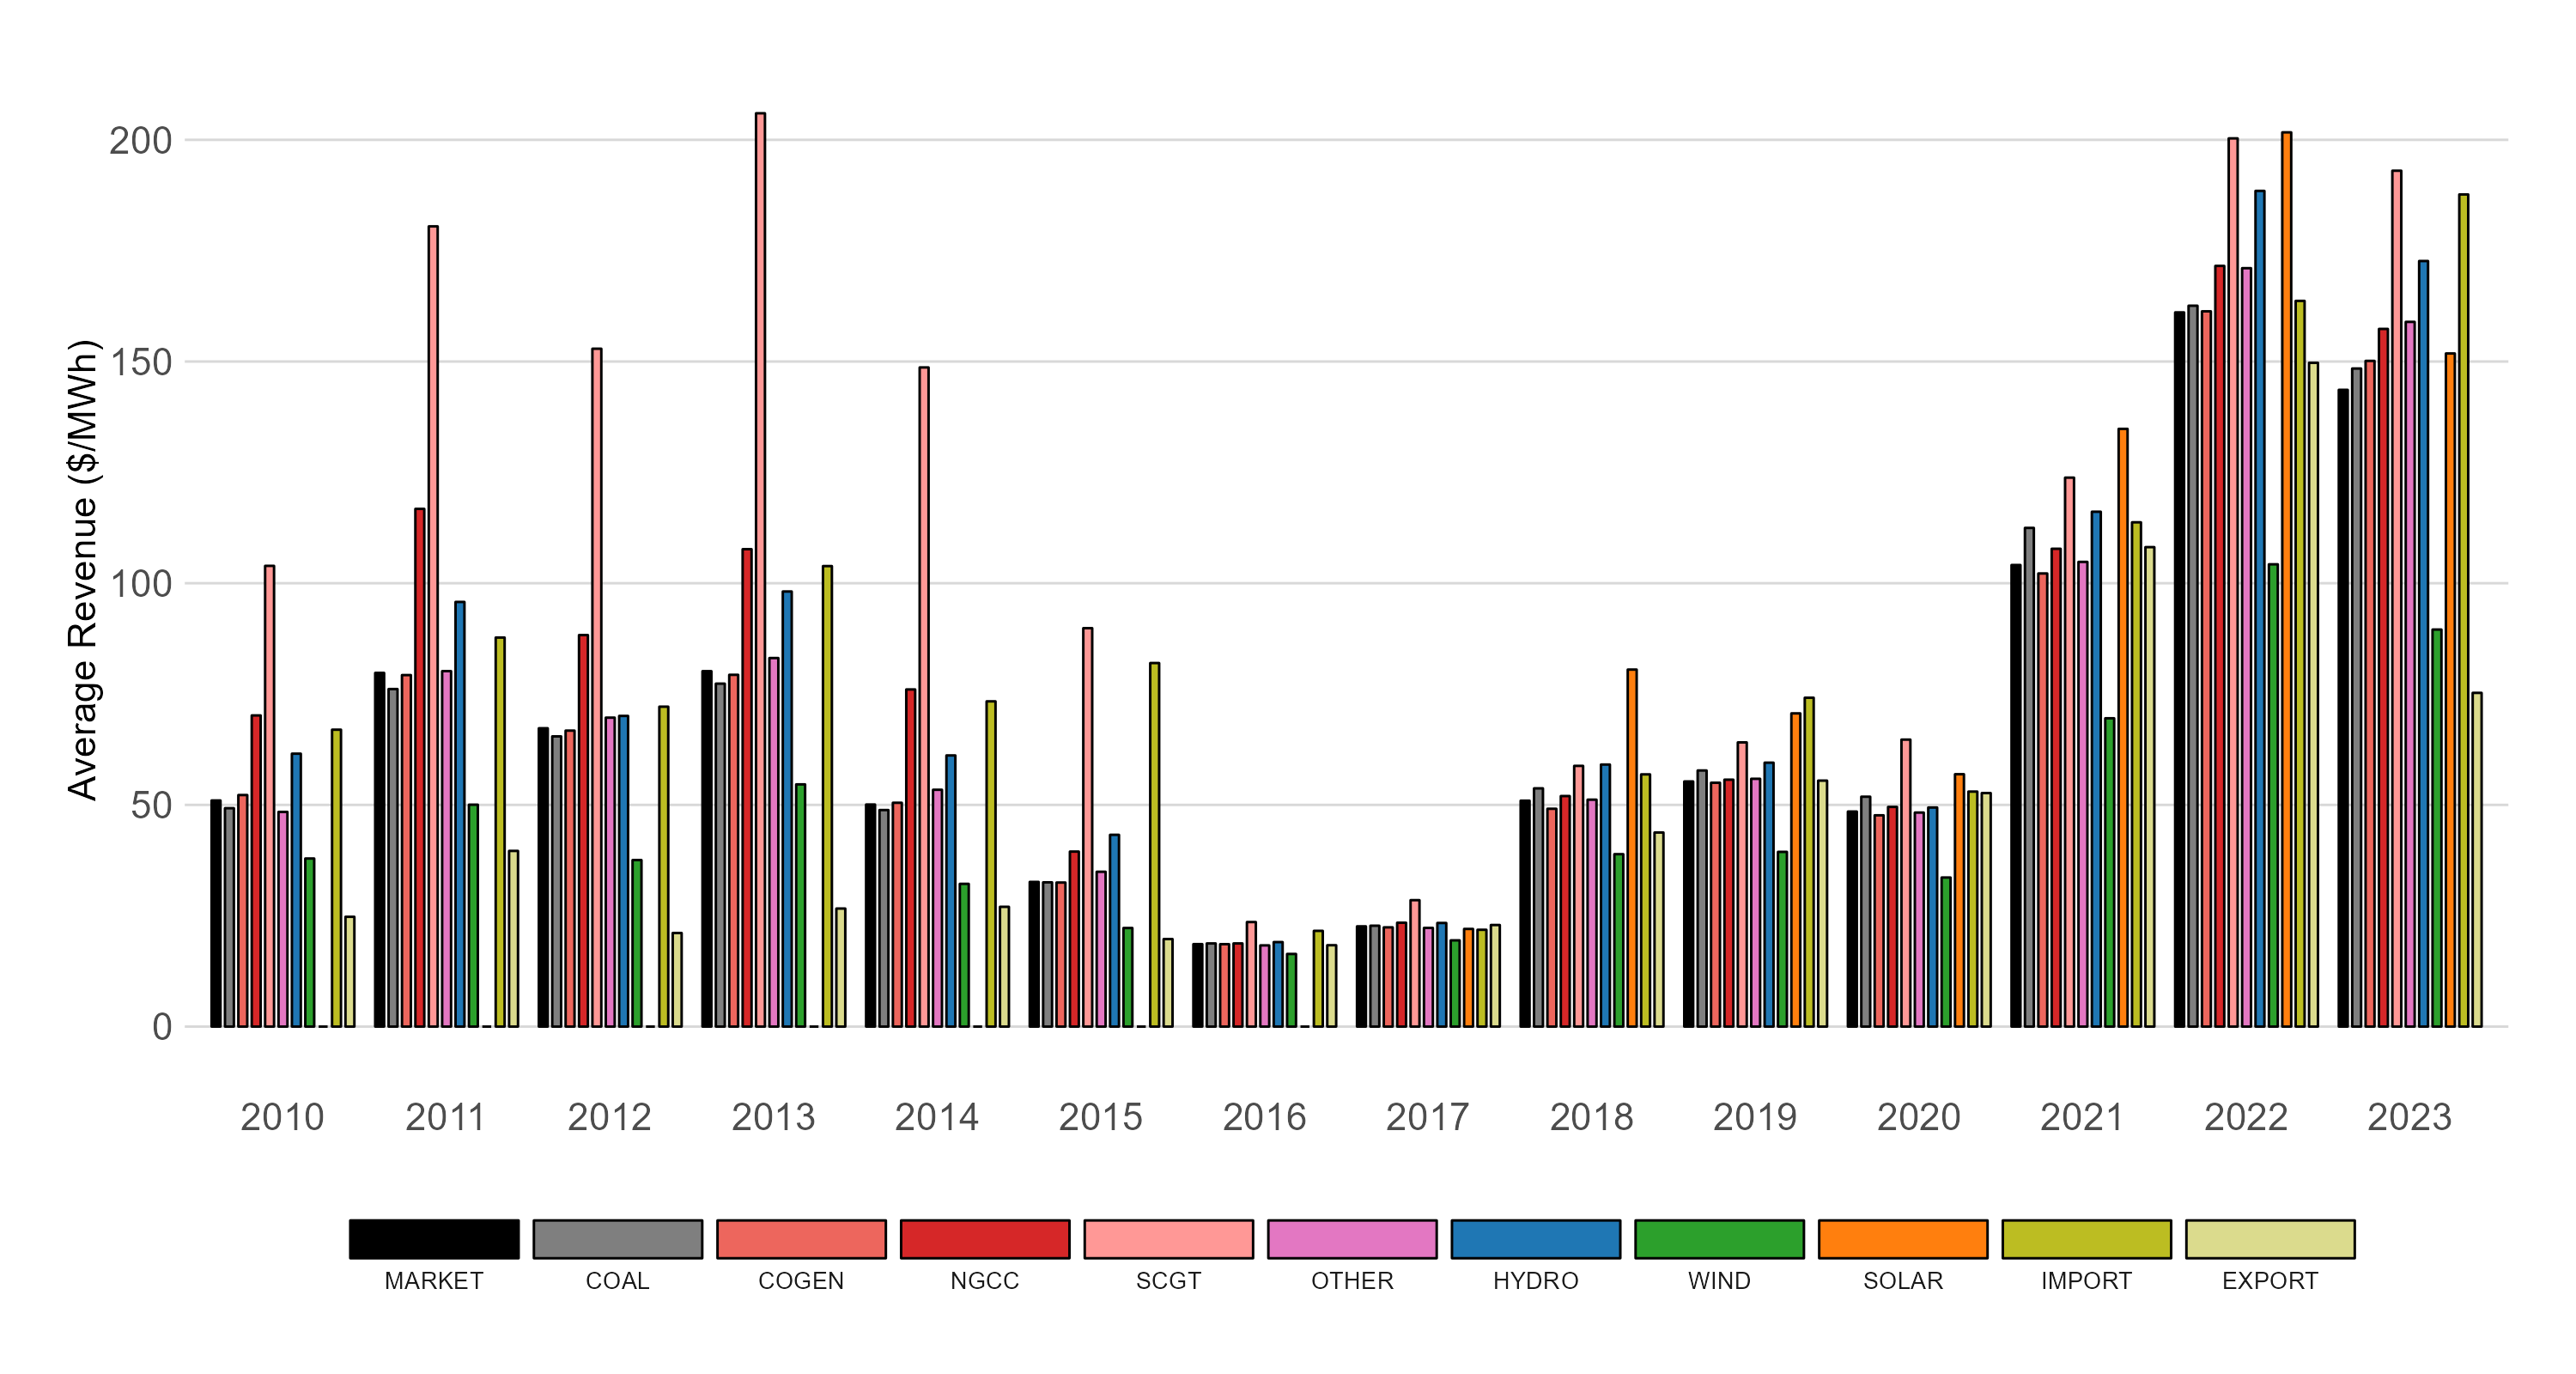 Average Revenue ($/MWh)
200
150
100
50
0
2010 2011 2012 2013 2014 2015 2016 2017 2018 2019 2020 2021 2022 2023
MARKET COAL COGEN NGCC SCGT OTHER HYDRO WIND SOLAR IMPORT EXPORT